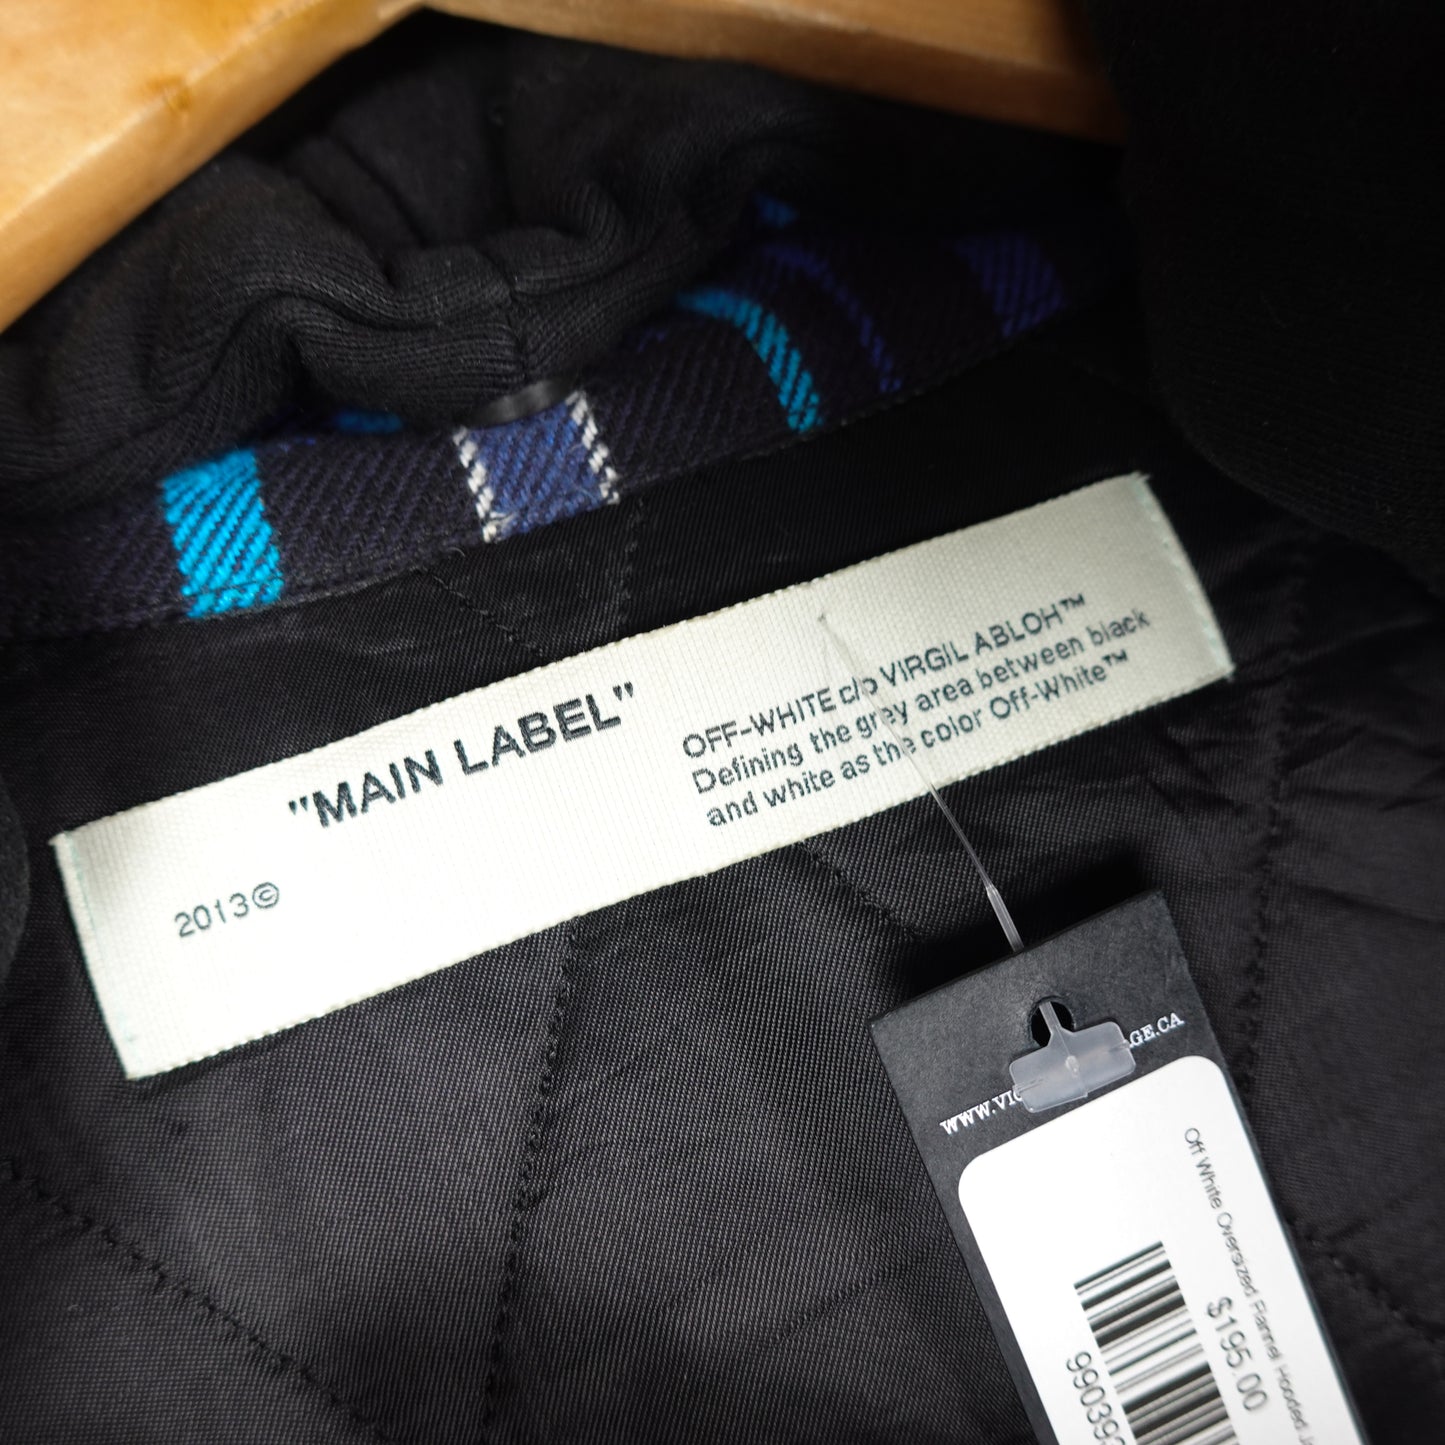 "MAIN LABEL"
2013©
OFF-WHITE c/o VIRGIL ABLOH™
Defining the grey area between black
and white as the color Off-White™
Off White Oversized Flannel Hooded
$195.00